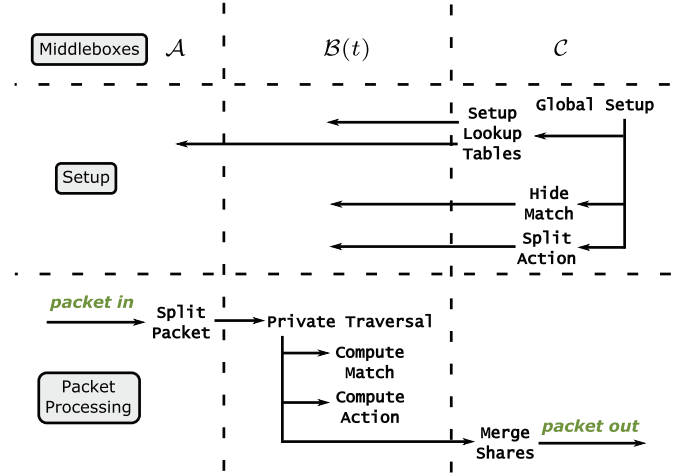 Middleboxes
𝒜
ℬ(t)
𝒞
Setup
Global Setup
Setup
Lookup
Tables
Hide
Match
Split
Action
packet in
Split
Packet
Private Traversal
Compute
Match
Compute
Action
Packet
Processing
Merge
Shares
packet out